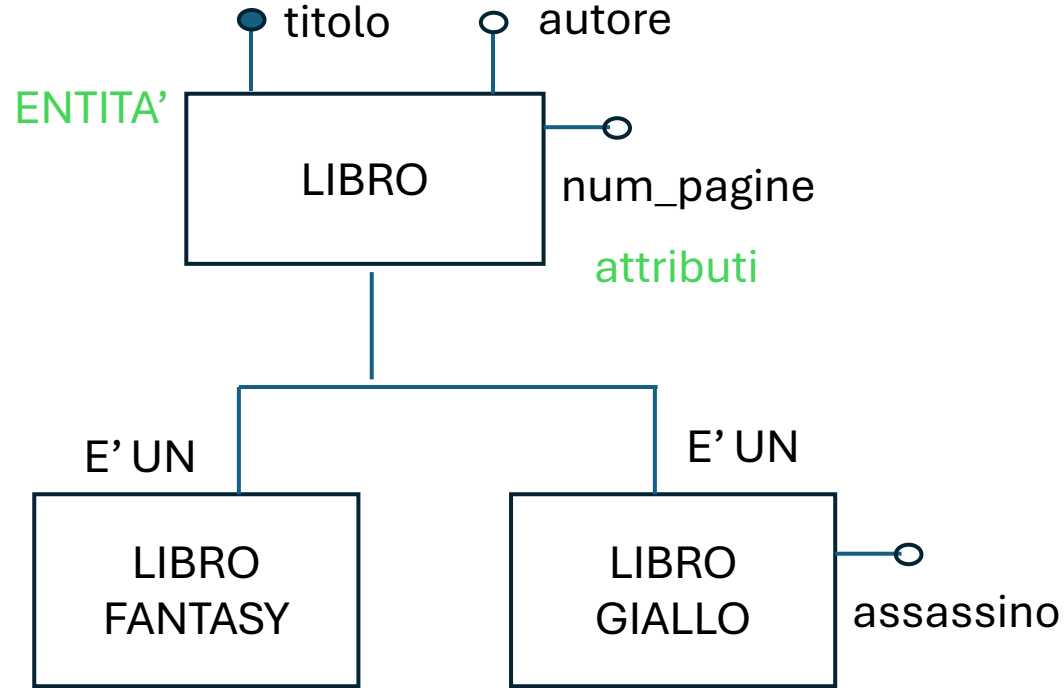 titolo
autore
ENTITA’
LIBRO
num_pagine
attributi
E’ UN
E’ UN
LIBRO
FANTASY
LIBRO
GIALLO
assassino